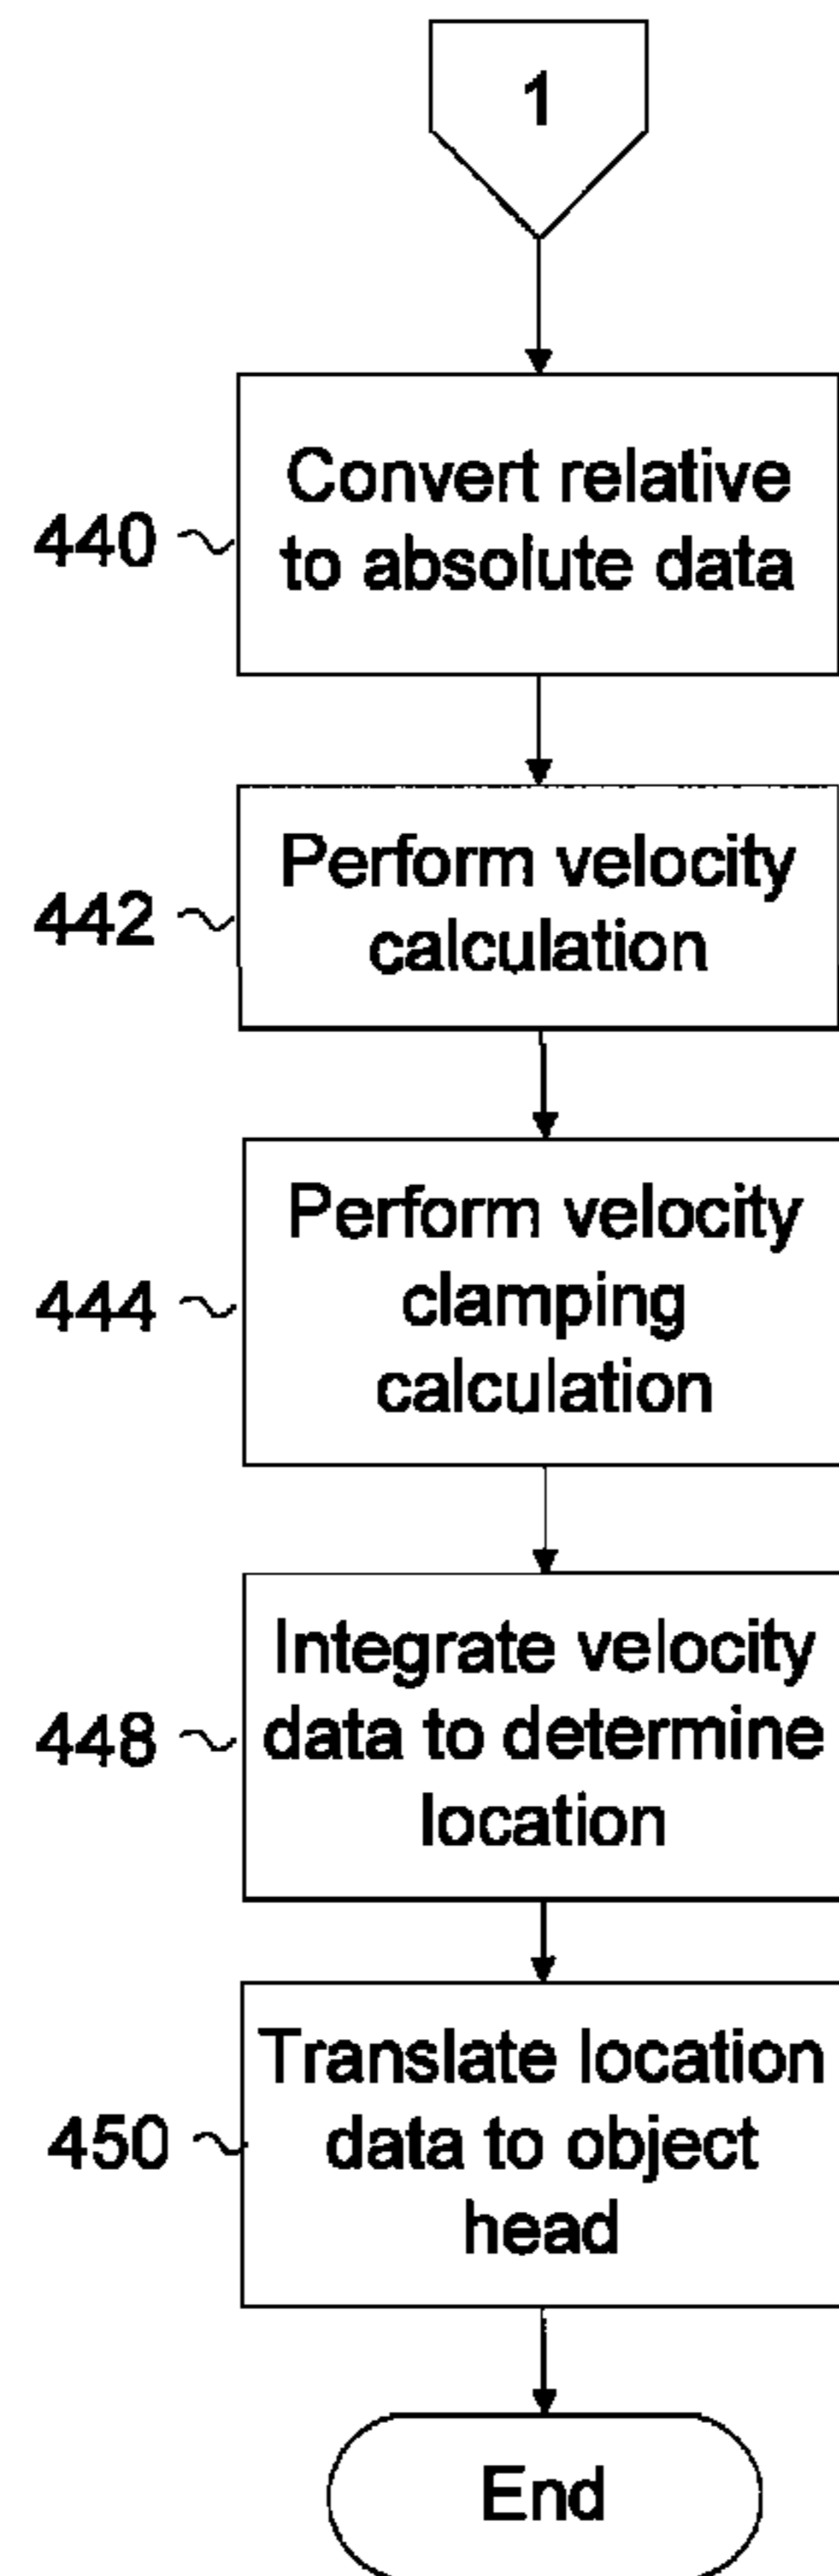 1
Convert relative
440
to absolute data
Perform velocity
442
calculation
Perform velocity
444
clamping
calculation
Integrate velocity
448
data to determine
location
Translate location
450
data to object
head
End